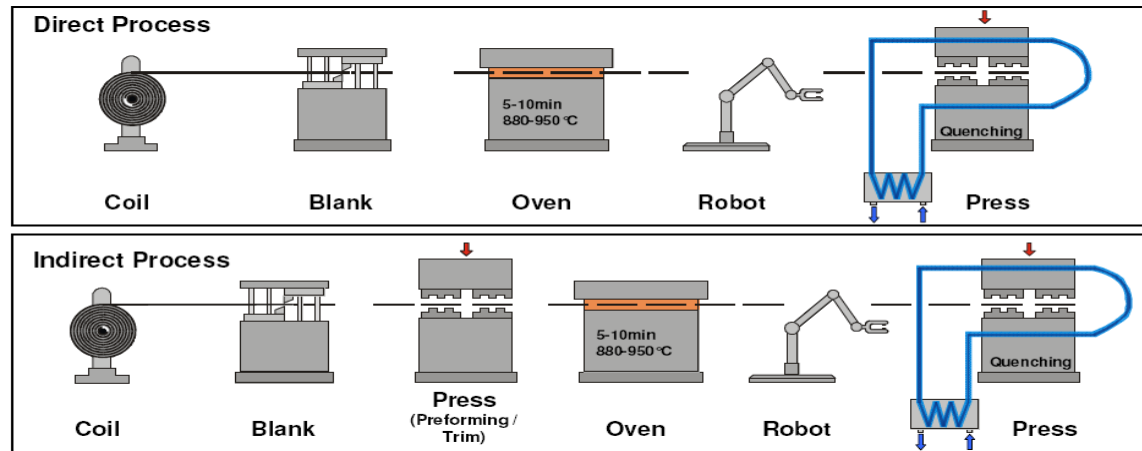 Direct Process
5-10min
880-950°C
Quenching
Coil
Blank
Oven
Robot
Press
Indirect Process
5-10min
880-950°C
Quenching
Coil
Blank
Press
(Preforming /
Trim)
Oven
Robot
Press